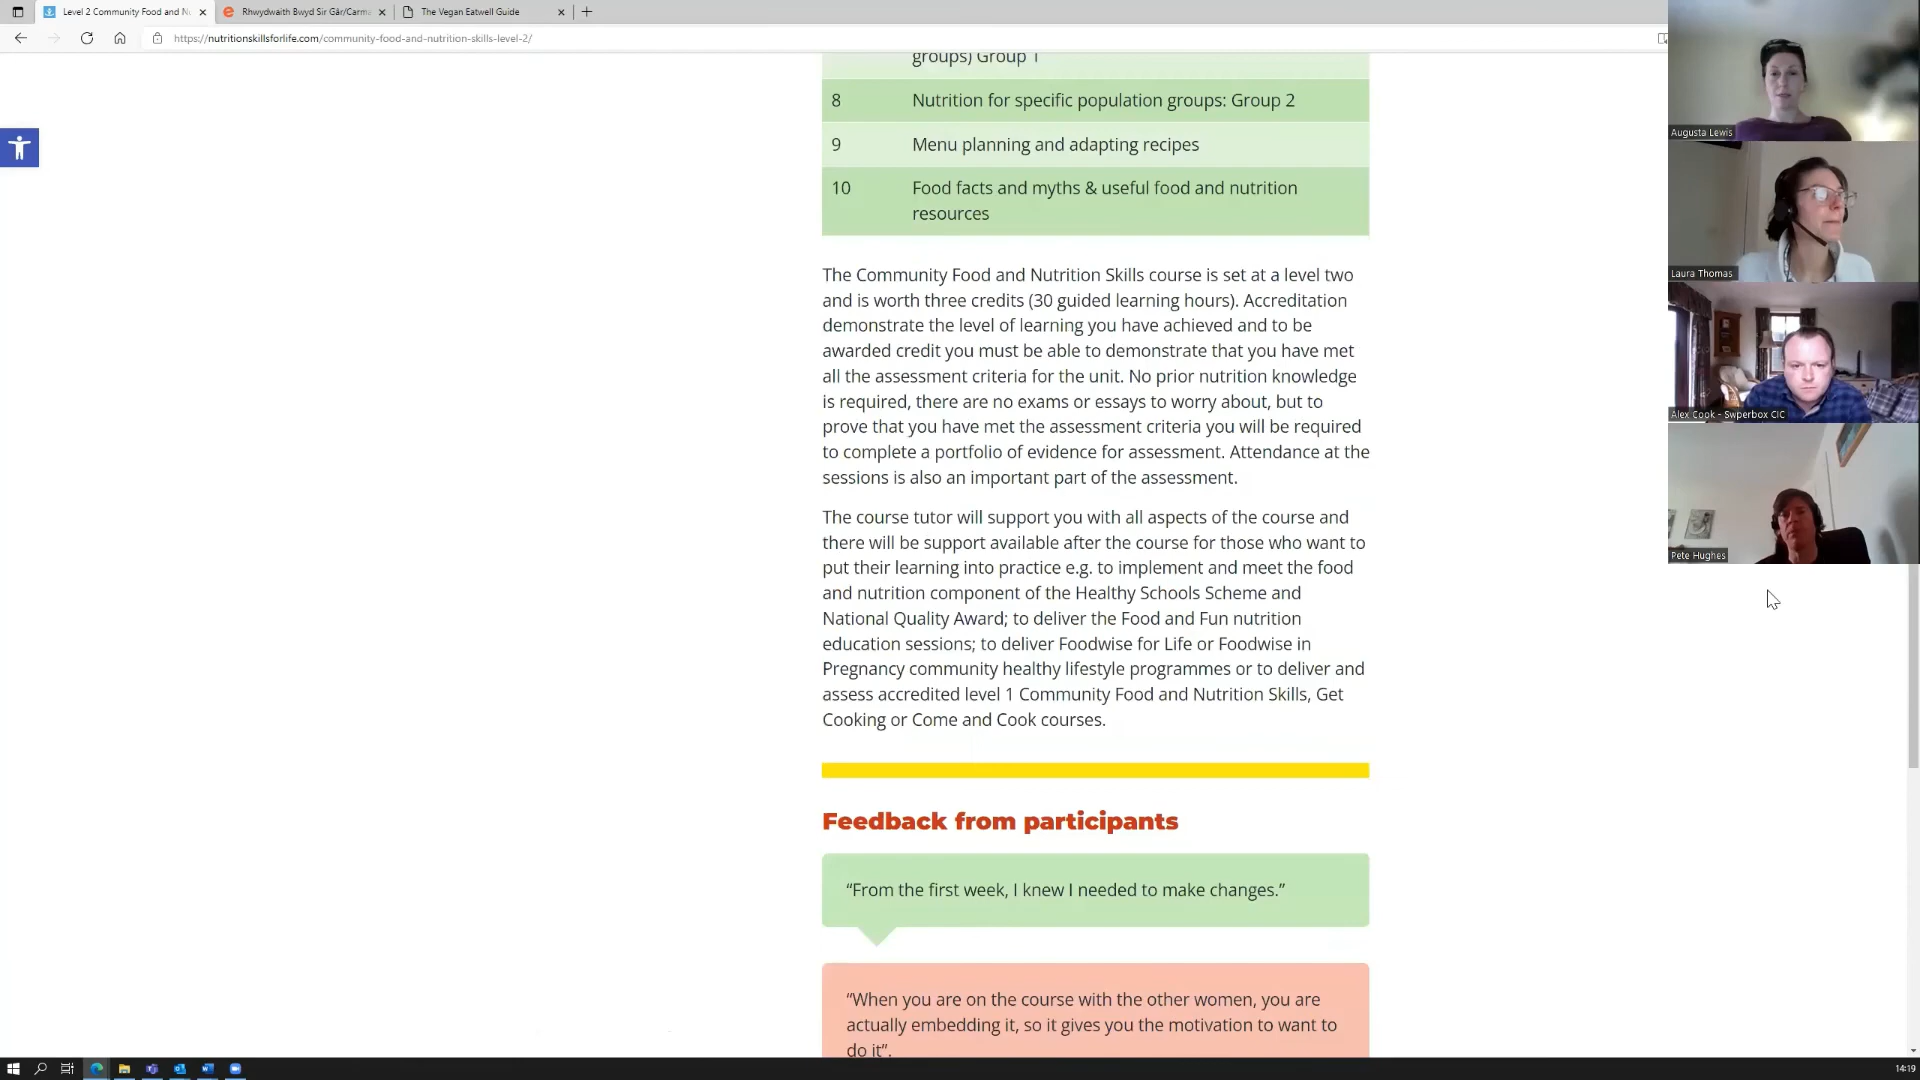 Level 2 Community Food and Nu
Rhwydwaith Bwyd Sir Gâr/Carma
The Vegan Eatwell Guide
https://nutritionskillsforlife.com/community-food-and-nutrition-skills-level-2/
groups) Group 1
8 Nutrition for specific population groups: Group 2
9 Menu planning and adapting recipes
10 Food facts and myths & useful food and nutrition
resources
The Community Food and Nutrition Skills course is set at a level two
and is worth three credits (30 guided learning hours). Accreditation
demonstrate the level of learning you have achieved and to be
awarded credit you must be able to demonstrate that you have met
all the assessment criteria for the unit. No prior nutrition knowledge
is required, there are no exams or essays to worry about, but to
prove that you have met the assessment criteria you will be required
to complete a portfolio of evidence for assessment. Attendance at the
sessions is also an important part of the assessment.
The course tutor will support you with all aspects of the course and
there will be support available after the course for those who want to
put their learning into practice e.g. to implement and meet the food
and nutrition component of the Healthy Schools Scheme and
National Quality Award; to deliver the Food and Fun nutrition
education sessions; to deliver Foodwise for Life or Foodwise in
Pregnancy community healthy lifestyle programmes or to deliver and
assess accredited level 1 Community Food and Nutrition Skills, Get
Cooking or Come and Cook courses.
Feedback from participants
“From the first week, I knew I needed to make changes.”
“When you are on the course with the other women, you are
actually embedding it, so it gives you the motivation to want to
do it”.
Augusta Lewis
Laura Thomas
Alex Cook - Swperbox CIC
Pete Hughes
14:19